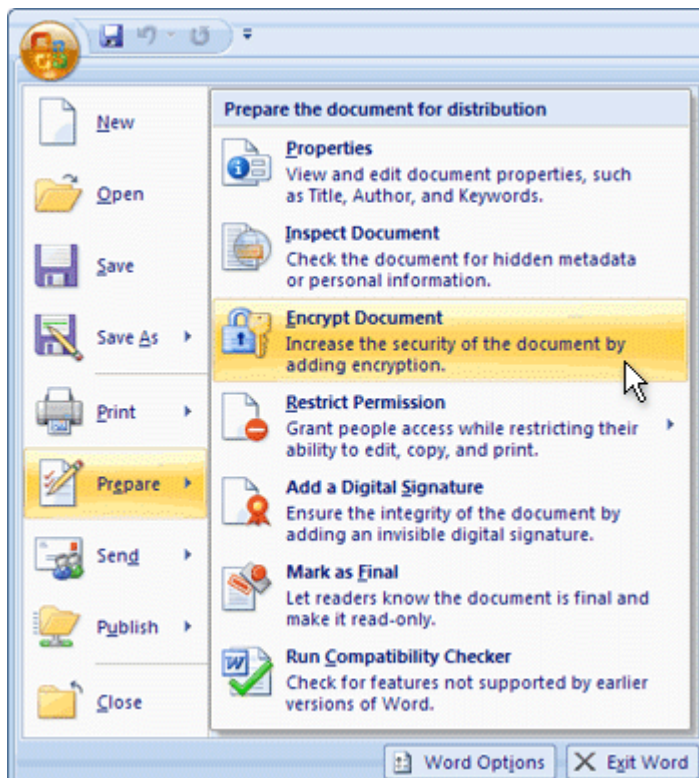 New
Open
Save
Save As
Print
Prepare
Send
Publish
Close
Prepare the document for distribution
Properties
View and edit document properties, such
as Title, Author, and Keywords.
Inspect Document
Check the document for hidden metadata
or personal information.
Encrypt Document
Increase the security of the document by
adding encryption.
Restrict Permission
Grant people access while restricting their
ability to edit, copy, and print.
Add a Digital Signature
Ensure the integrity of the document by
adding an invisible digital signature.
Mark as Final
Let readers know the document is final and
make it read-only.
Run Compatibility Checker
Check for features not supported by earlier
versions of Word.
Word Options
Exit Word